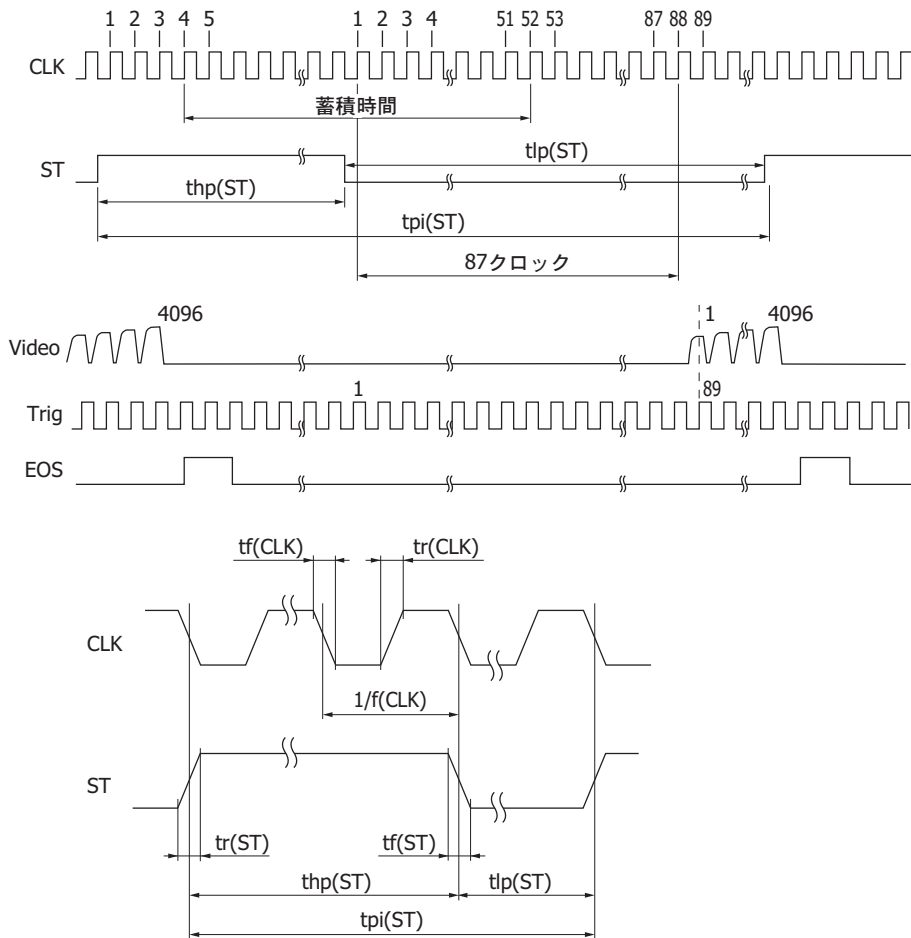 1 2 3 4 5 1 2 3 4 51 52 53 87 88 89
CLK
蓄積時間
ST
tlp(ST)
thp(ST)
tpi(ST)
87クロック
4096 1 4096
Video
1 89
Trig
EOS
tf(CLK) tr(CLK)
CLK
1/f(CLK)
ST
tr(ST) tf(ST)
thp(ST) tlp(ST)
tpi(ST)